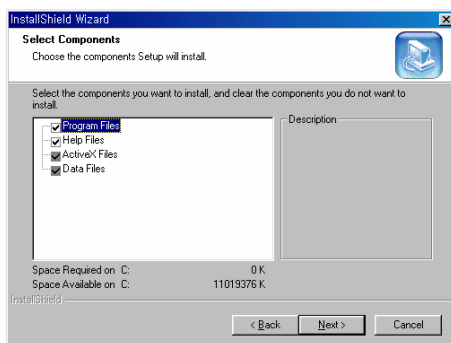 InstallShield Wizard
Select Components
Choose the components Setup will install.
Select the components you want to install, and clear the components you do not want to
install.
Program Files
Help Files
ActiveX Files
Data Files
Description
Space Required on C: 0 K
Space Available on C: 11019376 K
InstallShield
< Back Next > Cancel